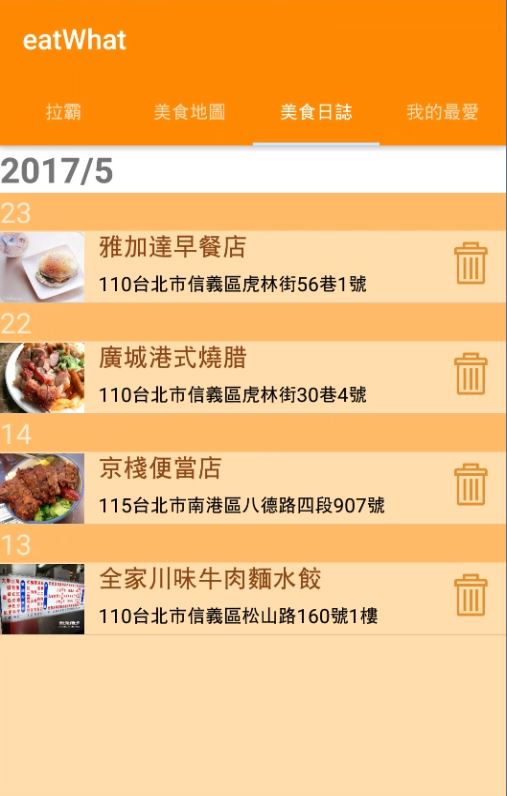 eatWhat
拉霸 美食地圖 美食日誌 我的最愛
2017/5
23
雅加達早餐店
110台北市信義區虎林街56巷1號
22
廣城港式燒腊
110台北市信義區虎林街30巷4號
14
京棧便當店
115台北市南港區八德路四段907號
13
全家川味牛肉麵水餃
110台北市信義區松山路160號1樓